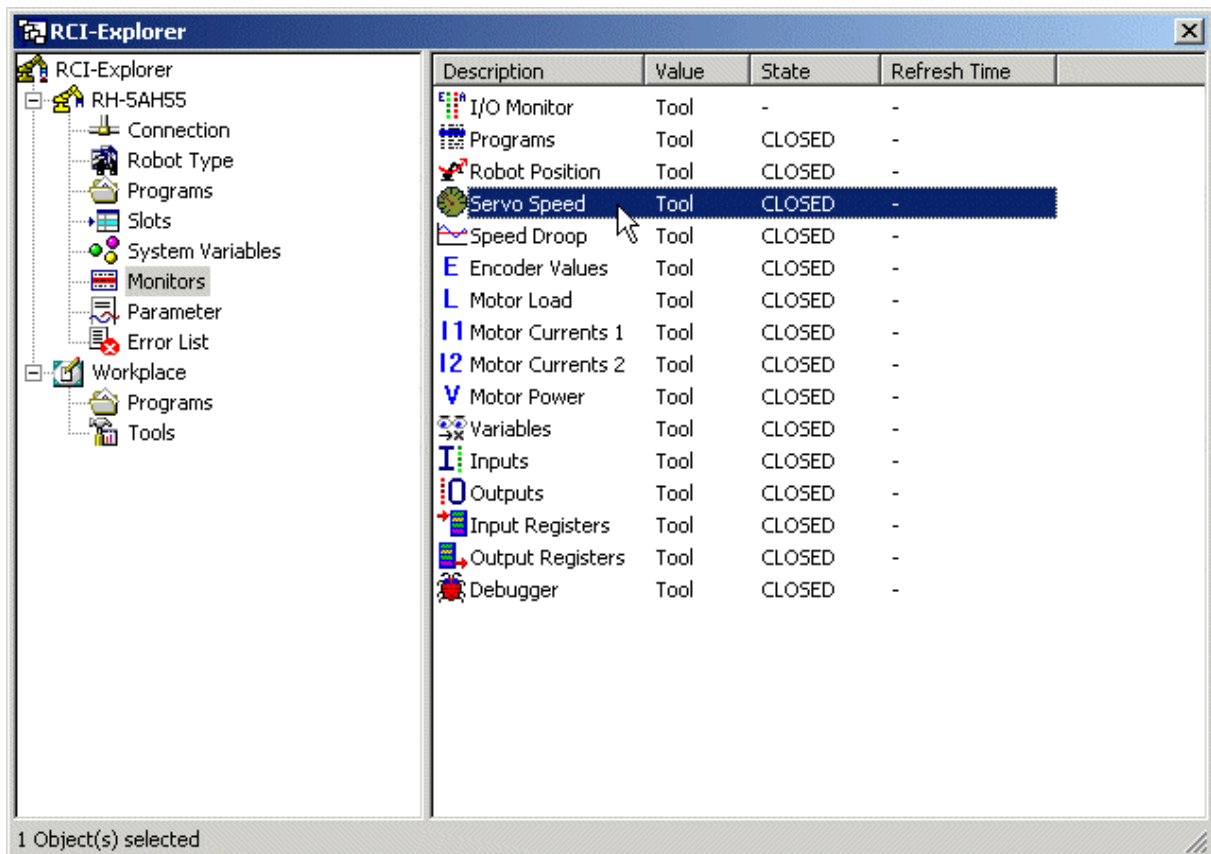 RCI-Explorer
RCI-Explorer
RH-5AH55
Connection
Robot Type
Programs
Slots
System Variables
Monitors
Parameter
Error List
Workplace
Programs
Tools
Description Value State Refresh Time
I/O Monitor Tool - -
Programs Tool CLOSED -
Robot Position Tool CLOSED -
Servo Speed Tool CLOSED -
Speed Droop Tool CLOSED -
E Encoder Values Tool CLOSED -
L Motor Load Tool CLOSED -
I1 Motor Currents 1 Tool CLOSED -
I2 Motor Currents 2 Tool CLOSED -
V Motor Power Tool CLOSED -
Variables Tool CLOSED -
I Inputs Tool CLOSED -
O Outputs Tool CLOSED -
Input Registers Tool CLOSED -
Output Registers Tool CLOSED -
Debugger Tool CLOSED -
1 Object(s) selected